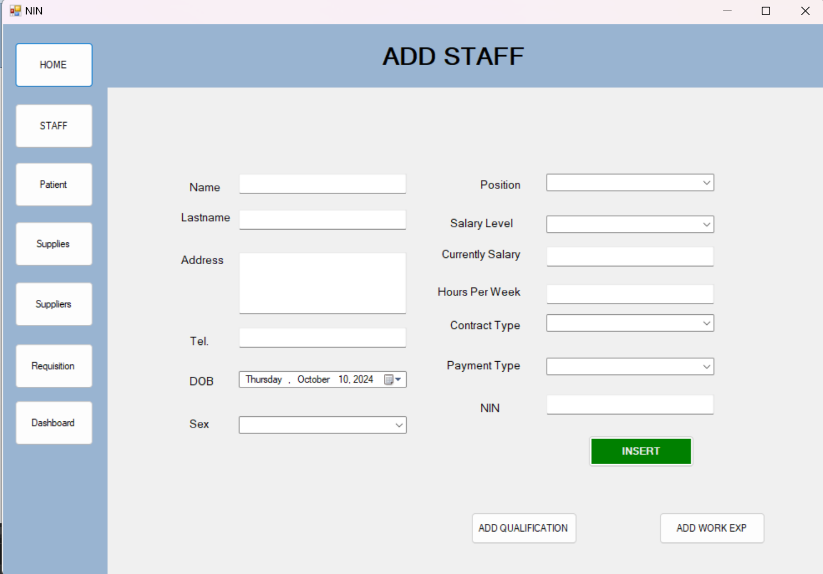 NIN
ADD STAFF
HOME
STAFF
Patient
Supplies
Suppliers
Requisition
Dashboard
Name
Lastname
Address
Tel.
DOB
Thursday , October 10, 2024
Sex
Position
Salary Level
Currently Salary
Hours Per Week
Contract Type
Payment Type
NIN
INSERT
ADD QUALIFICATION
ADD WORK EXP